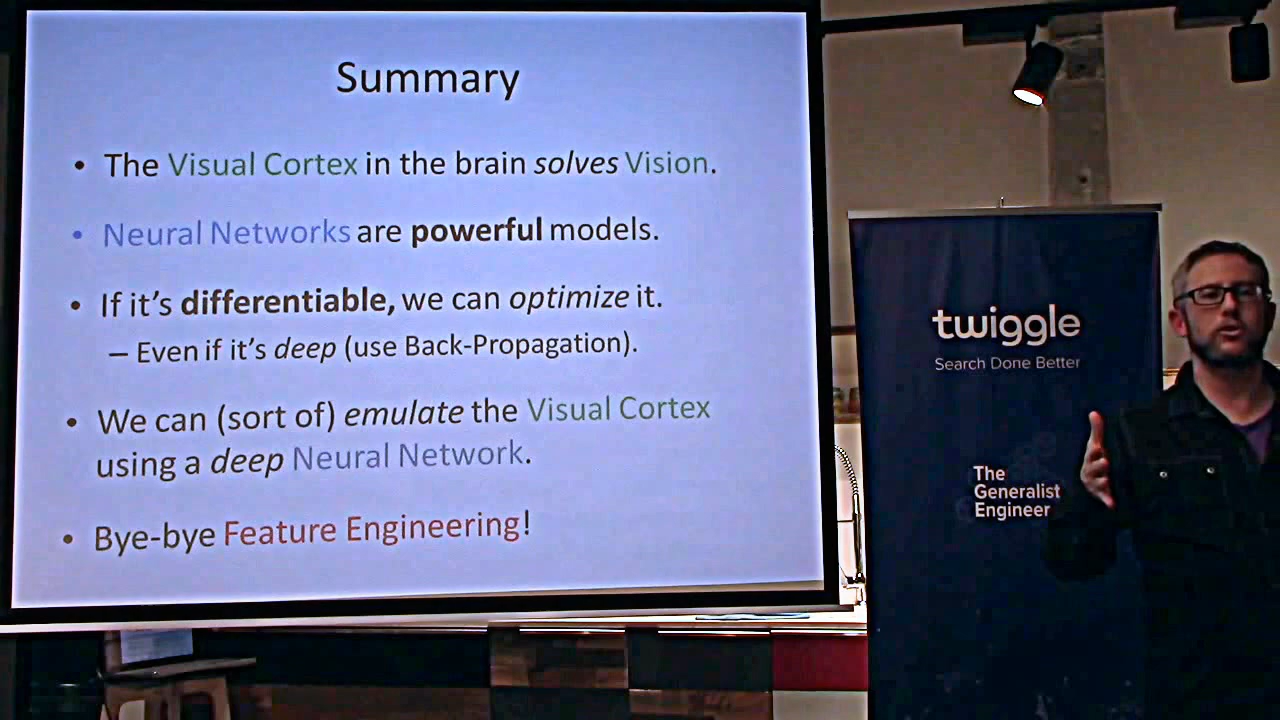 Summary
• The Visual Cortex in the brain solves Vision.
• Neural Networks are powerful models.
• If it's differentiable, we can optimize it.
– Even if it's deep (use Back-Propagation).
• We can (sort of) emulate the Visual Cortex
using a deep Neural Network.
• Bye-bye Feature Engineering!
twiggle
Search Done Better
The
Generalist
Engineer